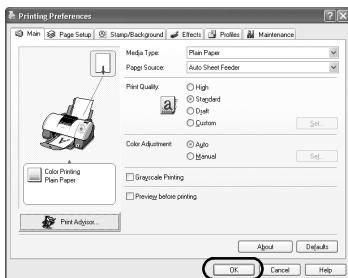 Printing Preferences
Main Page Setup Stamp/Background Effects Profiles Maintenance
Media Type: Plain Paper
Paper Source: Auto Sheet Feeder
Print Quality: High
Standard
Draft
Custom Set...
Color Adjustment: Auto
Manual Set...
Color Printing
Plain Paper
Grayscale Printing
Preview before printing
Print Advisor...
About Defaults
OK Cancel Help